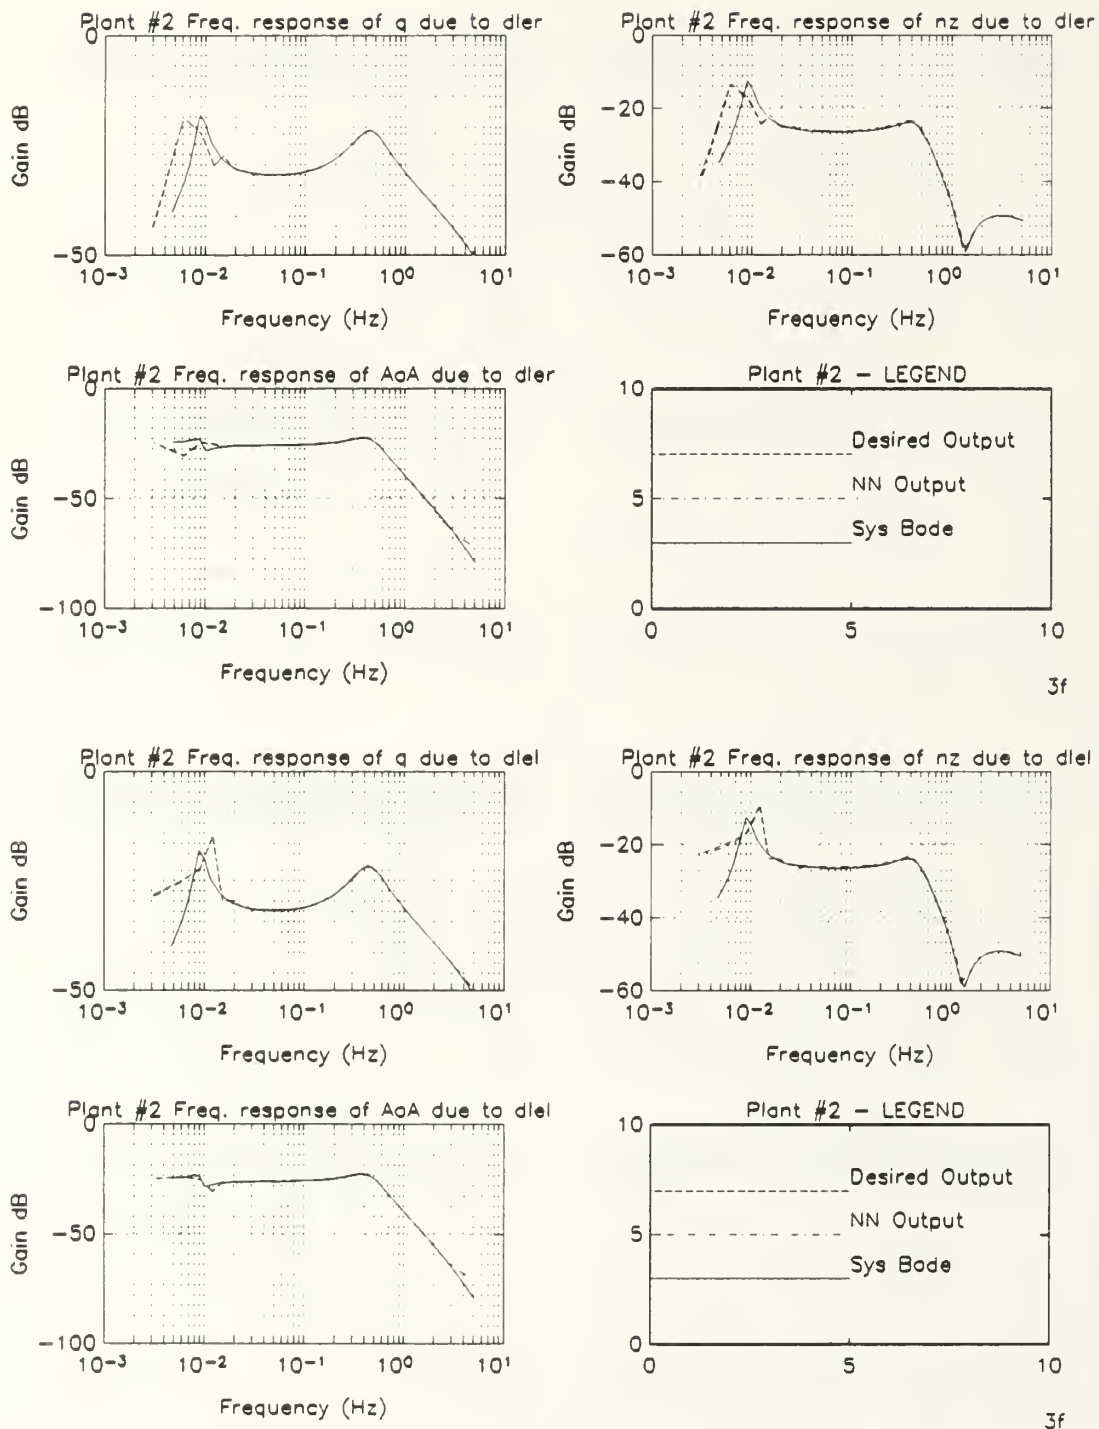 Plant #2 Freq. response of q due to dler
0
Gain dB
-50
10⁻³ 10⁻² 10⁻¹ 10⁰ 10¹
Frequency (Hz)
Plant #2 Freq. response of nz due to dler
0
-20
Gain dB
-40
-60
10⁻³ 10⁻² 10⁻¹ 10⁰ 10¹
Frequency (Hz)
Plant #2 Freq. response of AoA due to dler
0
Gain dB
-50
-100
10⁻³ 10⁻² 10⁻¹ 10⁰ 10¹
Frequency (Hz)
Plant #2 - LEGEND
10
Desired Output
NN Output
5
Sys Bode
0
0 5 10
3f
Plant #2 Freq. response of q due to dlel
0
Gain dB
-50
10⁻³ 10⁻² 10⁻¹ 10⁰ 10¹
Frequency (Hz)
Plant #2 Freq. response of nz due to dlel
0
-20
Gain dB
-40
-60
10⁻³ 10⁻² 10⁻¹ 10⁰ 10¹
Frequency (Hz)
Plant #2 Freq. response of AoA due to dlel
0
Gain dB
-50
-100
10⁻³ 10⁻² 10⁻¹ 10⁰ 10¹
Frequency (Hz)
Plant #2 - LEGEND
10
Desired Output
NN Output
5
Sys Bode
0
0 5 10
3f